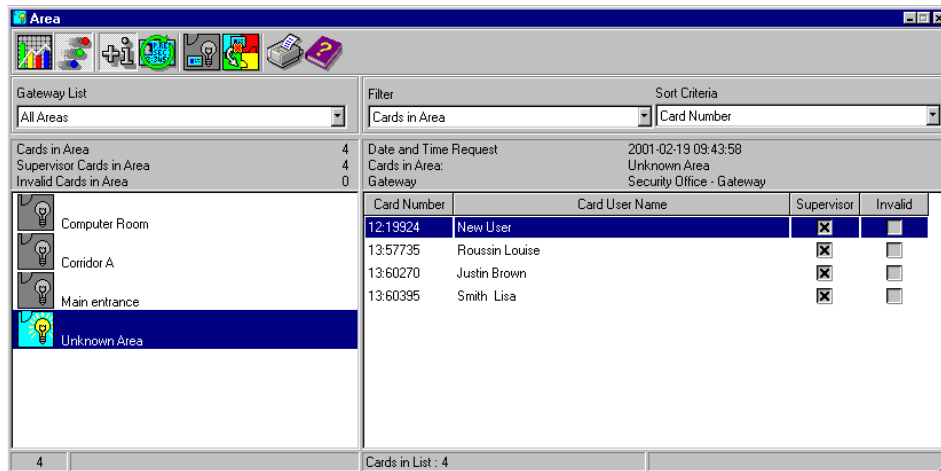 Area
Gateway List
All Areas
Filter
Cards in Area
Sort Criteria
Card Number
Cards in Area 4
Supervisor Cards in Area 4
Invalid Cards in Area 0
Date and Time Request 2001-02-19 09:43:58
Cards in Area: Unknown Area
Gateway Security Office - Gateway
Computer Room
Corridor A
Main entrance
Unknown Area
Card Number Card User Name Supervisor Invalid
12:19924 New User
13:57735 Roussin Louise
13:60270 Justin Brown
13:60395 Smith Lisa
4
Cards in List : 4